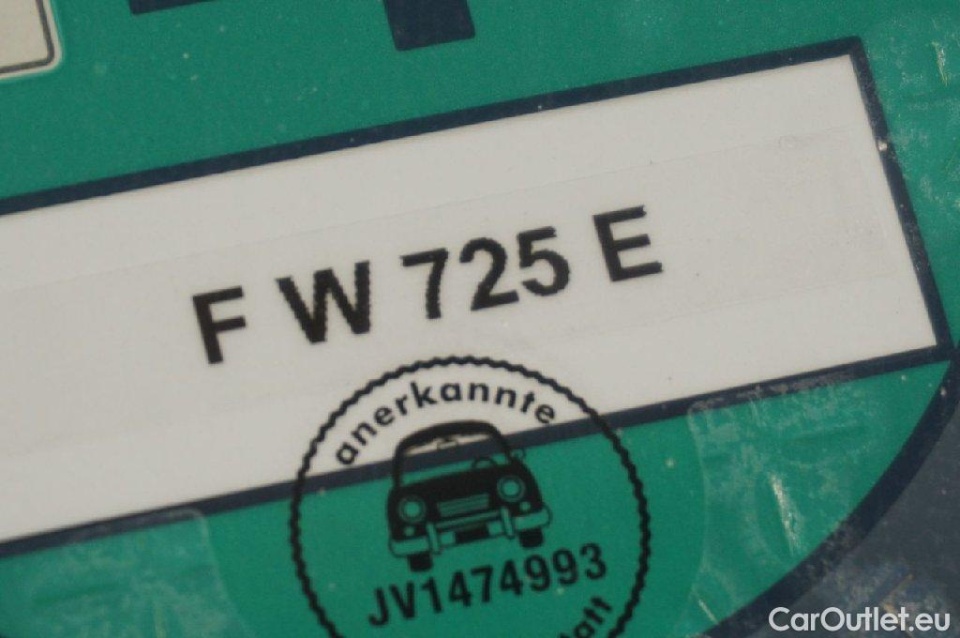 F W 725 E
anerkannte
JV1474993
CarOutlet.eu